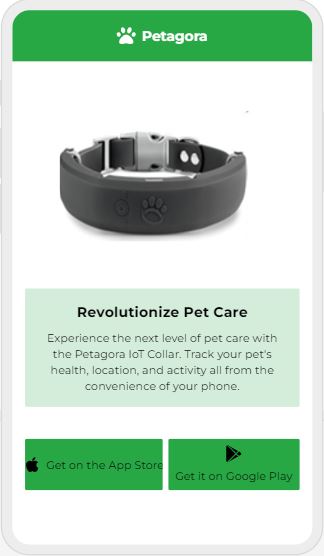 Petagora
Revolutionize Pet Care
Experience the next level of pet care with
the Petagora IoT Collar. Track your pet's
health, location, and activity all from the
convenience of your phone.
Get on the App Store
Get it on Google Play